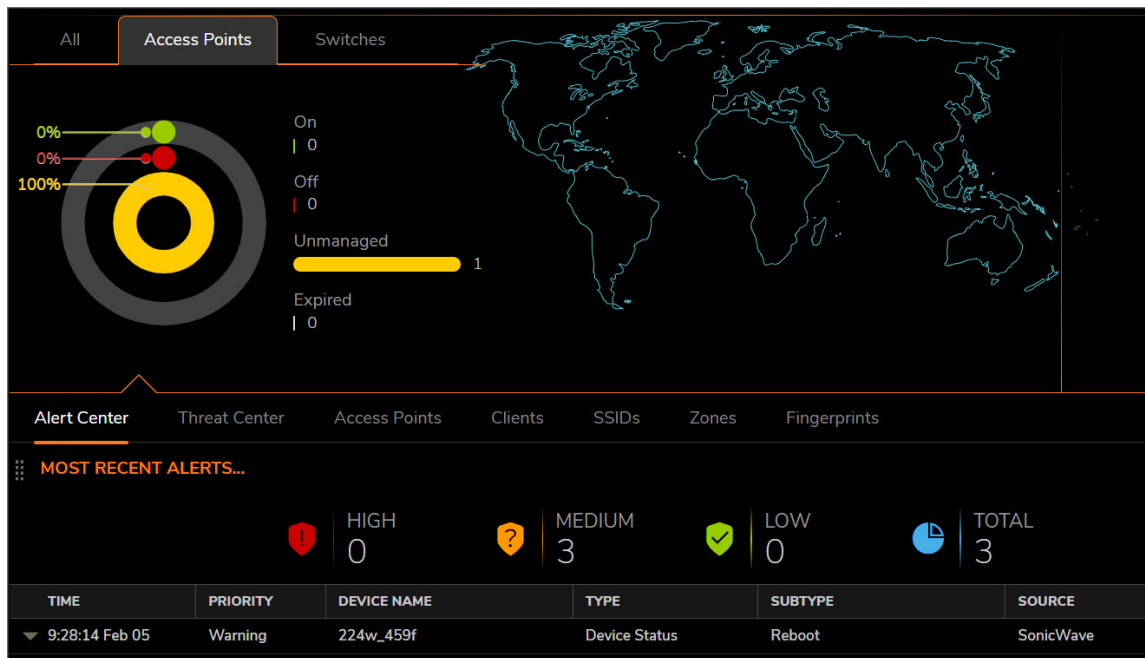 All Access Points Switches
0%
0%
100%
On
0
Off
0
Unmanaged
1
Expired
0
Alert Center Threat Center Access Points Clients SSIDs Zones Fingerprints
MOST RECENT ALERTS...
HIGH MEDIUM LOW TOTAL
0 3 0 3
TIME PRIORITY DEVICE NAME TYPE SUBTYPE SOURCE
9:28:14 Feb 05 Warning 224w_459f Device Status Reboot SonicWave